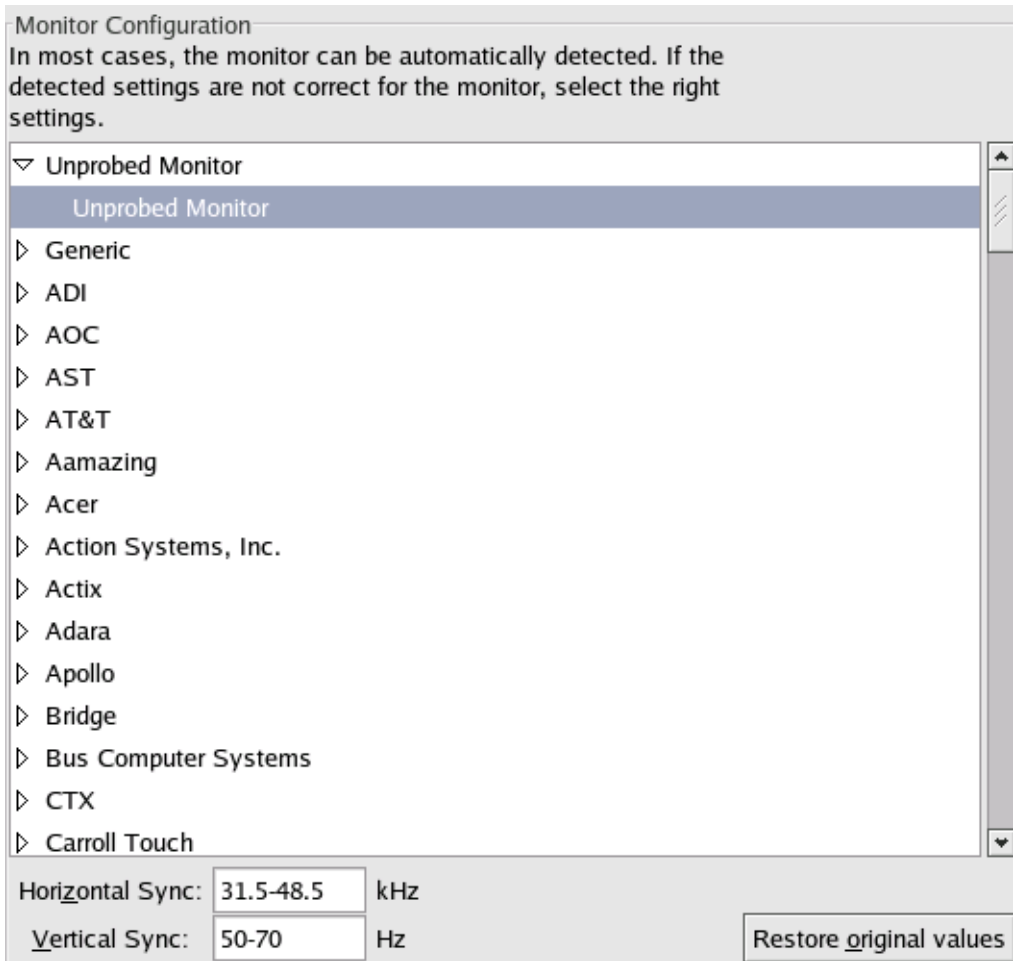 Monitor Configuration
In most cases, the monitor can be automatically detected. If the
detected settings are not correct for the monitor, select the right
settings.
Unprobed Monitor
Unprobed Monitor
Generic
ADI
AOC
AST
AT&T
Aamazing
Acer
Action Systems, Inc.
Actix
Adara
Apollo
Bridge
Bus Computer Systems
CTX
Carroll Touch
Horizontal Sync: 31.5-48.5 kHz
Vertical Sync: 50-70 Hz Restore original values